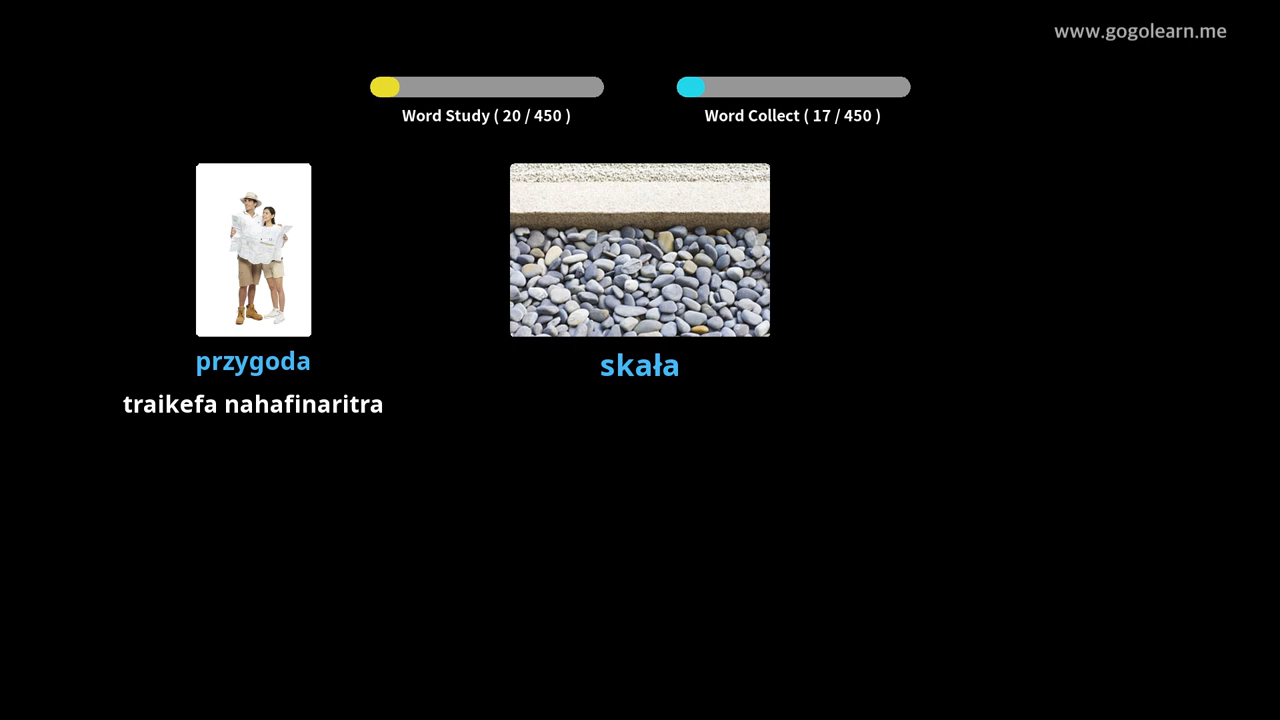 www.gogolearn.me
Word Study ( 20 / 450 )
Word Collect ( 17 / 450 )
przygoda
traikefa nahafinaritra
skała